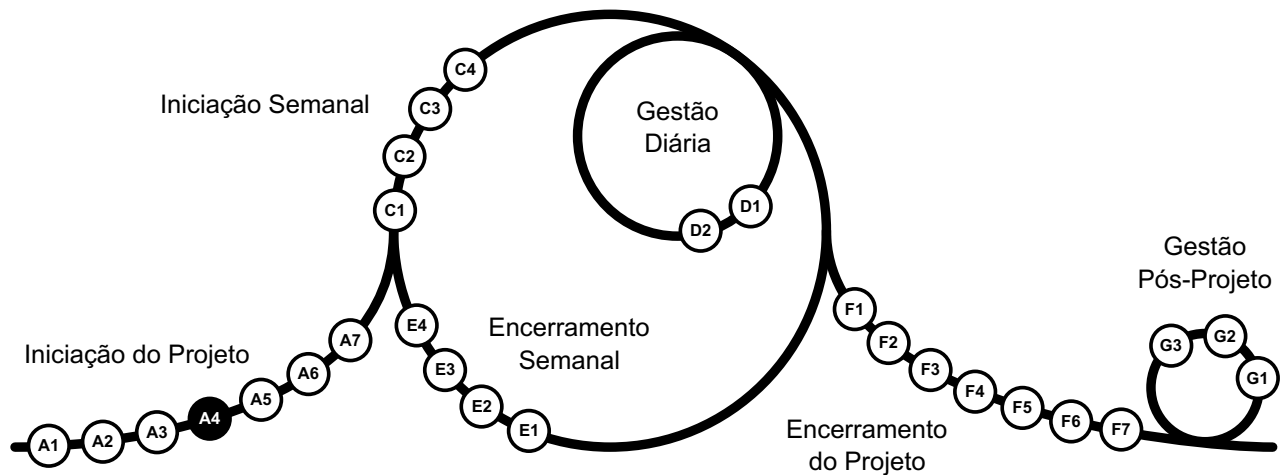 Iniciação do Projeto
A1
A2
A3
A4
A5
A6
A7
Iniciação Semanal
C1
C2
C3
C4
Gestão
Diária
D1
D2
Encerramento
Semanal
E1
E2
E3
E4
Encerramento
do Projeto
F1
F2
F3
F4
F5
F6
F7
Gestão
Pós-Projeto
G1
G2
G3